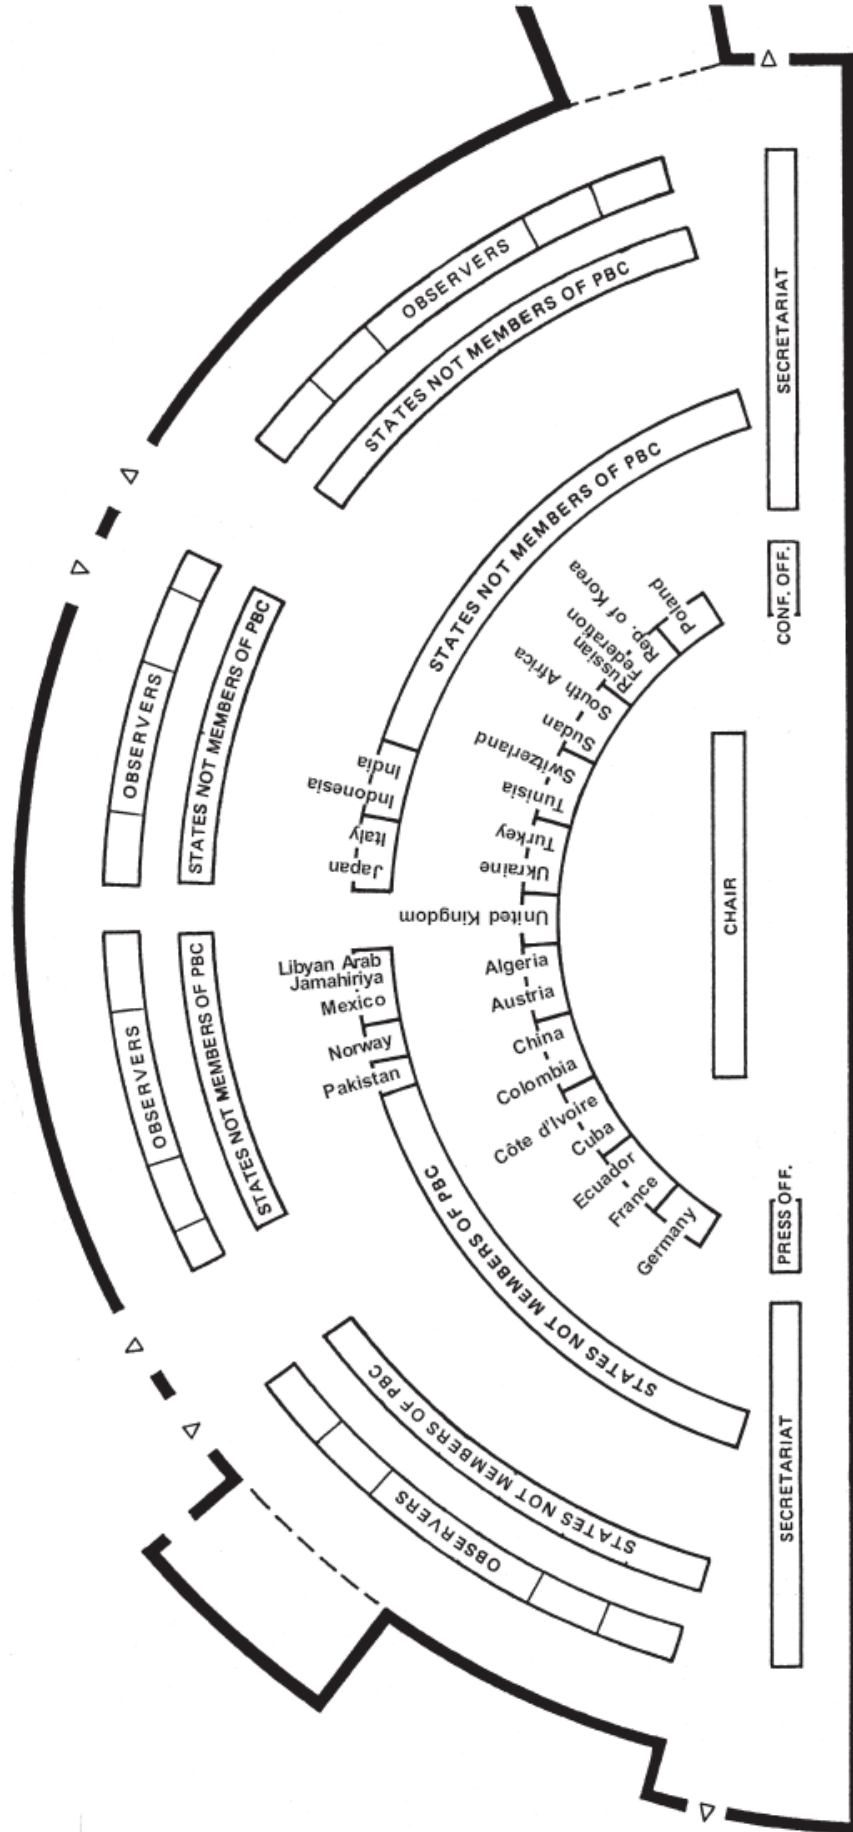 OBSERVERS
STATES NOT MEMBERS OF PBC
SECRETARIAT
STATES NOT MEMBERS OF PBC
CONF. OFF.
Poland
Rep. of Korea
Russian
Federation
South Africa
Sudan
Switzerland
Tunisia
Turkey
Ukraine
United Kingdom
Algeria
Austria
China
Colombia
Côte d'Ivoire
Cuba
Ecuador
France
Germany
OBSERVERS
STATES NOT MEMBERS OF PBC
India
Indonesia
Italy
Japan
CHAIR
Libyan Arab
Jamahiriya
Mexico
Norway
Pakistan
OBSERVERS
STATES NOT MEMBERS OF PBC
STATES NOT MEMBERS OF PBC
PRESS OFF.
STATES NOT MEMBERS OF PBC
OBSERVERS
SECRETARIAT